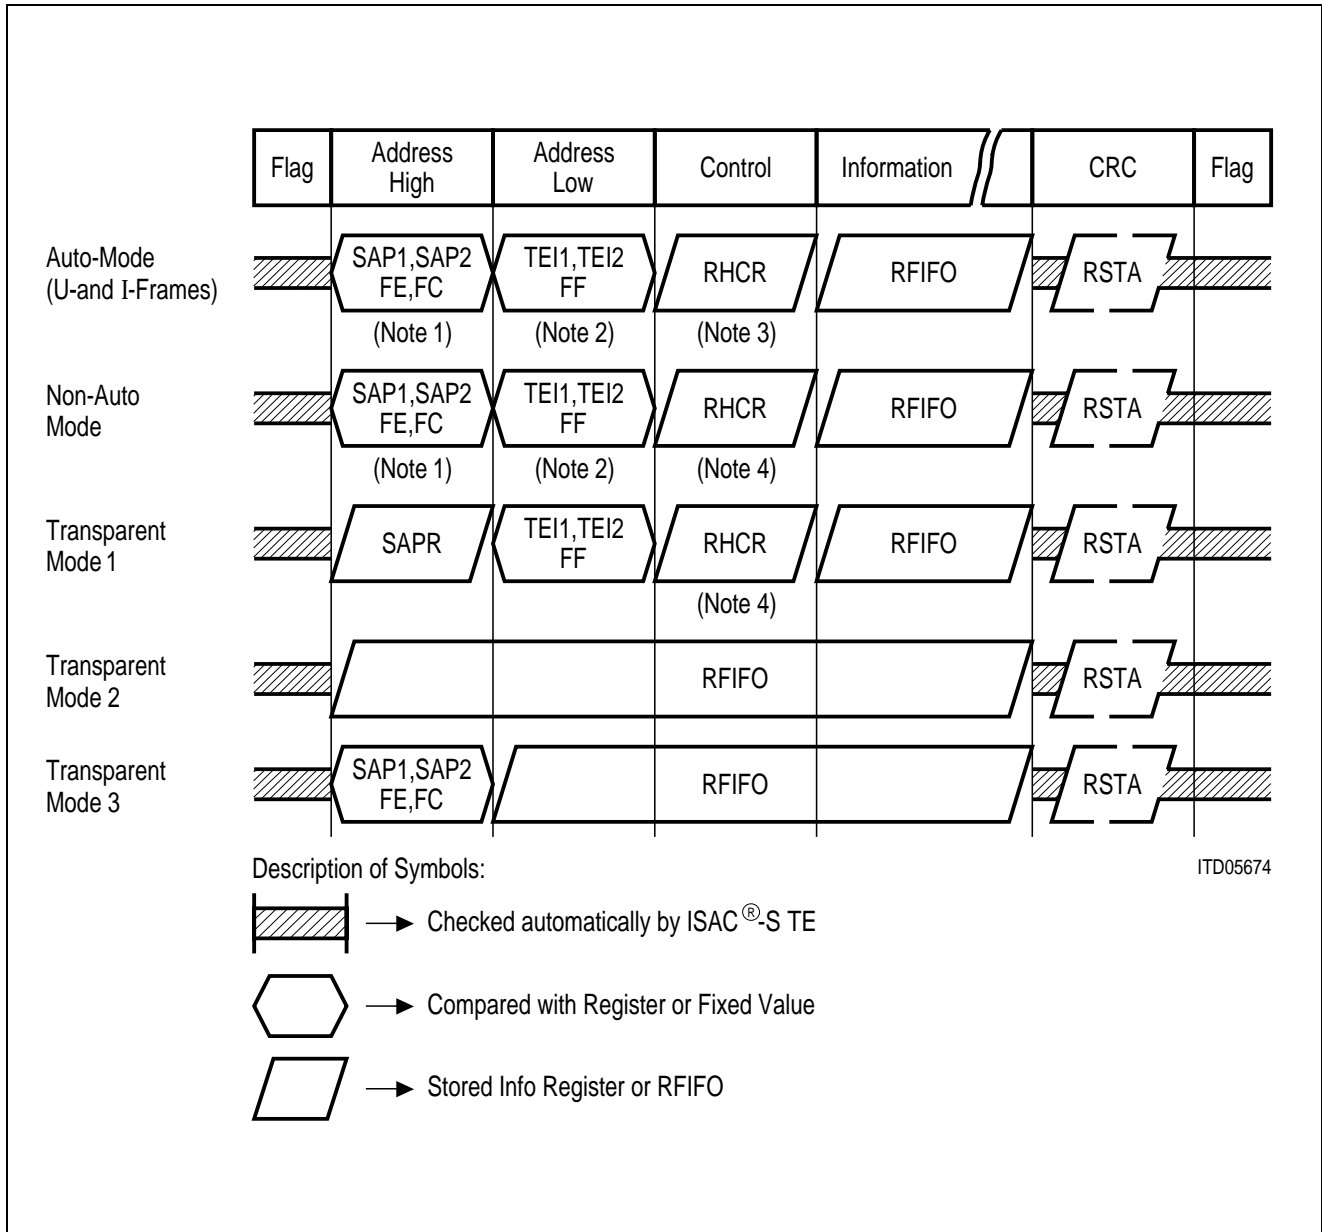 Flag
Address
High
Address
Low
Control
Information
CRC
Flag
Auto-Mode
(U-and I-Frames)
SAP1,SAP2
FE,FC
TEI1,TEI2
FF
RHCR
RFIFO
RSTA
(Note 1)
(Note 2)
(Note 3)
Non-Auto
Mode
SAP1,SAP2
FE,FC
TEI1,TEI2
FF
RHCR
RFIFO
RSTA
(Note 1)
(Note 2)
(Note 4)
Transparent
Mode 1
SAPR
TEI1,TEI2
FF
RHCR
RFIFO
RSTA
(Note 4)
Transparent
Mode 2
RFIFO
RSTA
Transparent
Mode 3
SAP1,SAP2
FE,FC
RFIFO
RSTA
Description of Symbols:
ITD05674
Checked automatically by ISAC®-S TE
Compared with Register or Fixed Value
Stored Info Register or RFIFO